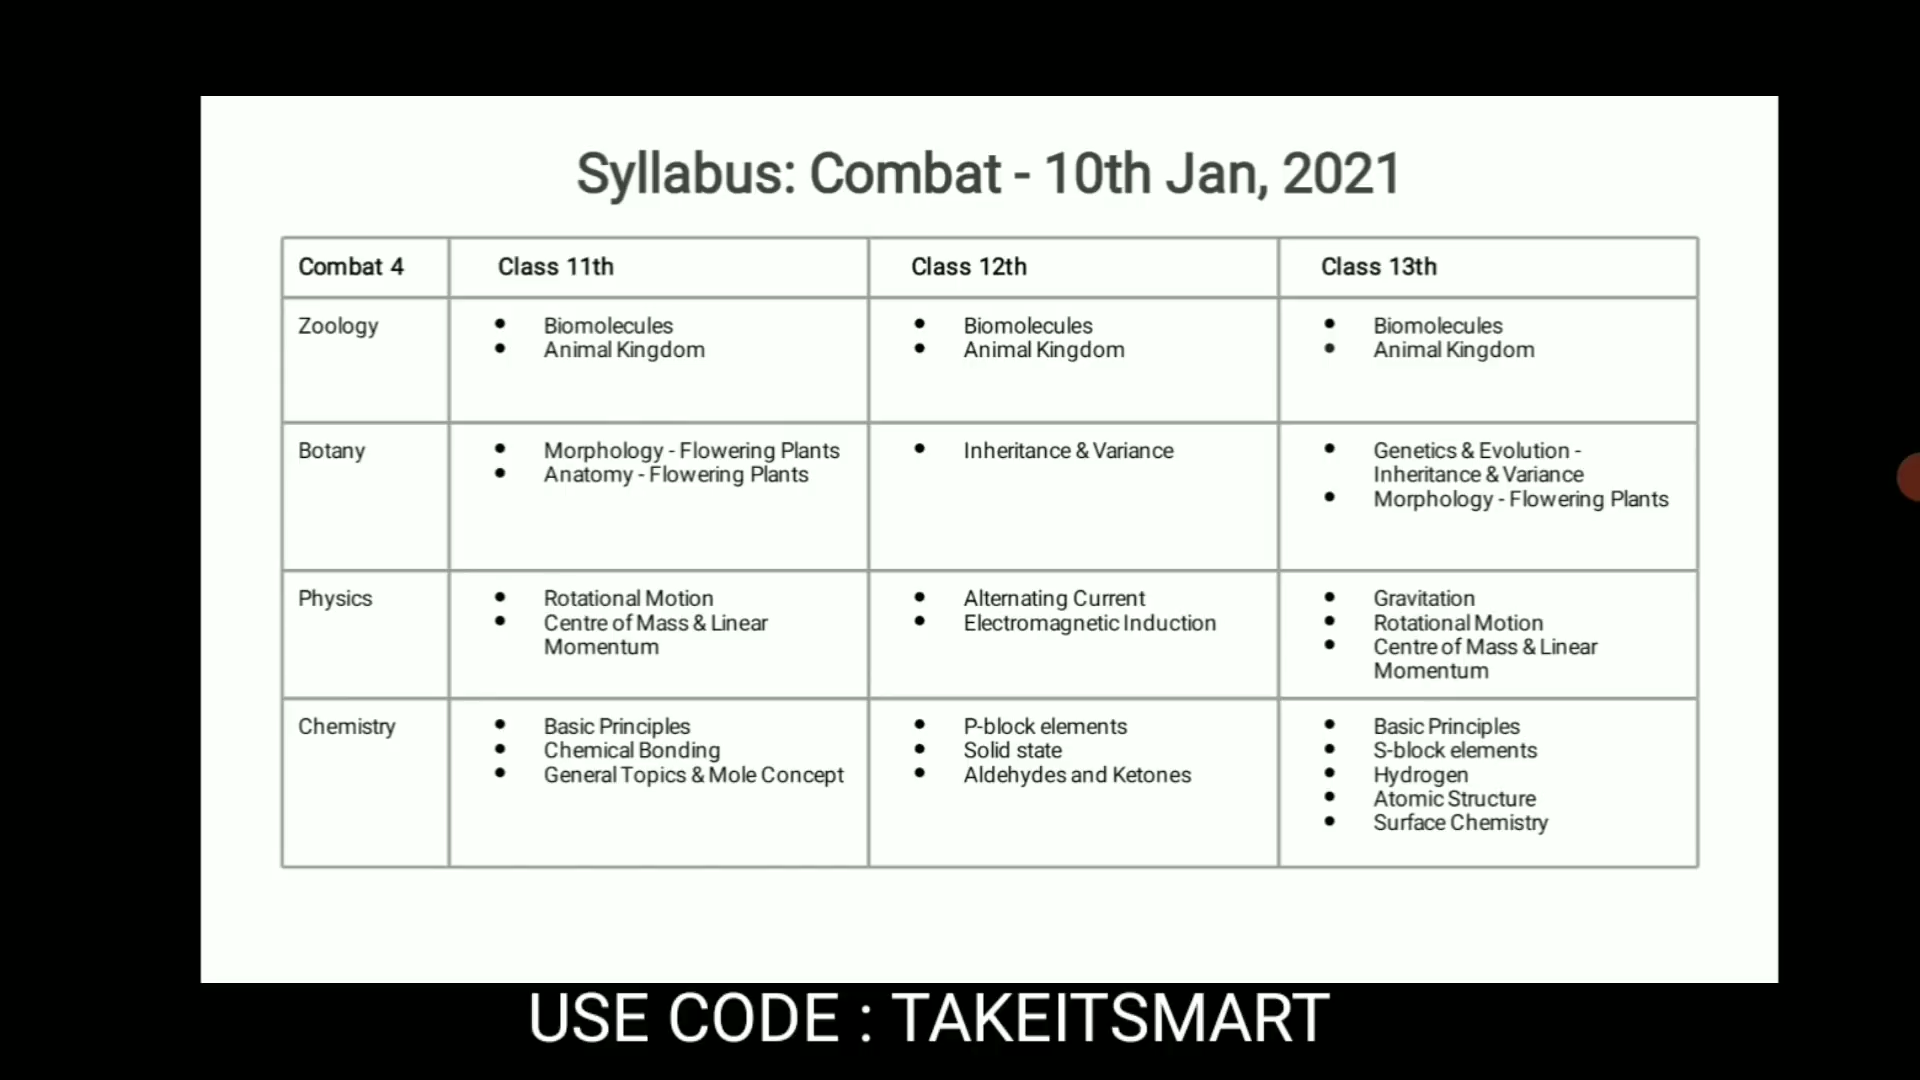 Syllabus: Combat - 10th Jan, 2021
Combat 4
Class 11th
Class 12th
Class 13th
Zoology
Biomolecules
Animal Kingdom
Biomolecules
Animal Kingdom
Biomolecules
Animal Kingdom
Botany
Morphology - Flowering Plants
Anatomy - Flowering Plants
Inheritance & Variance
Genetics & Evolution -
Inheritance & Variance
Morphology - Flowering Plants
Physics
Rotational Motion
Centre of Mass & Linear
Momentum
Alternating Current
Electromagnetic Induction
Gravitation
Rotational Motion
Centre of Mass & Linear
Momentum
Chemistry
Basic Principles
Chemical Bonding
General Topics & Mole Concept
P-block elements
Solid state
Aldehydes and Ketones
Basic Principles
S-block elements
Hydrogen
Atomic Structure
Surface Chemistry
USE CODE : TAKEITSMART